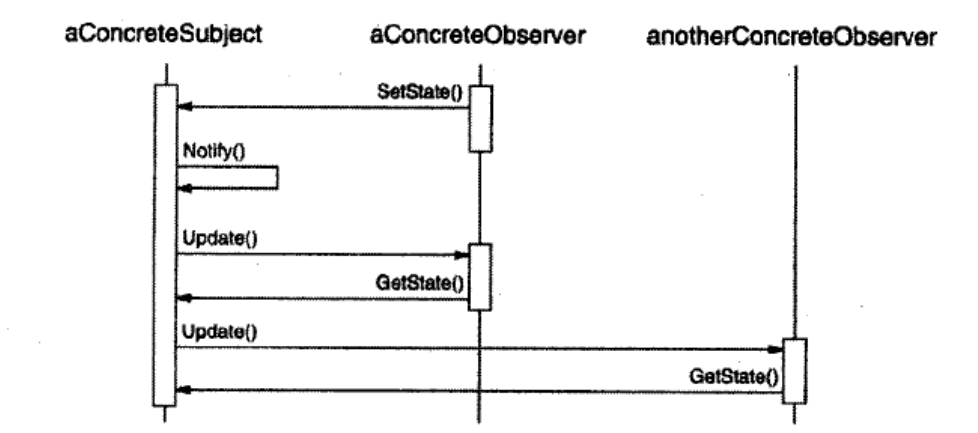 aConcreteSubject aConcreteObserver anotherConcreteObserver
SetState()
Notify()
Update()
GetState()
Update()
GetState()